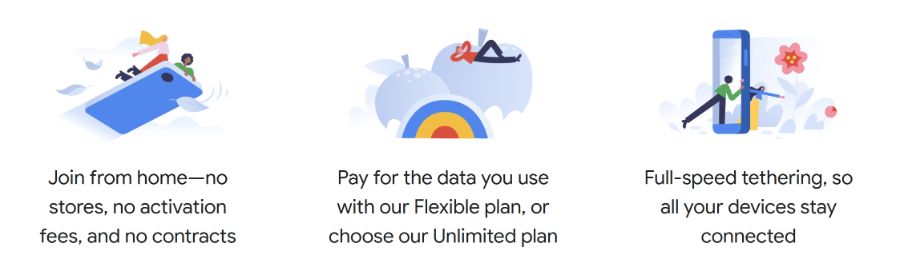 Join from home—no
stores, no activation
fees, and no contracts
Pay for the data you use
with our Flexible plan, or
choose our Unlimited plan
Full-speed tethering, so
all your devices stay
connected